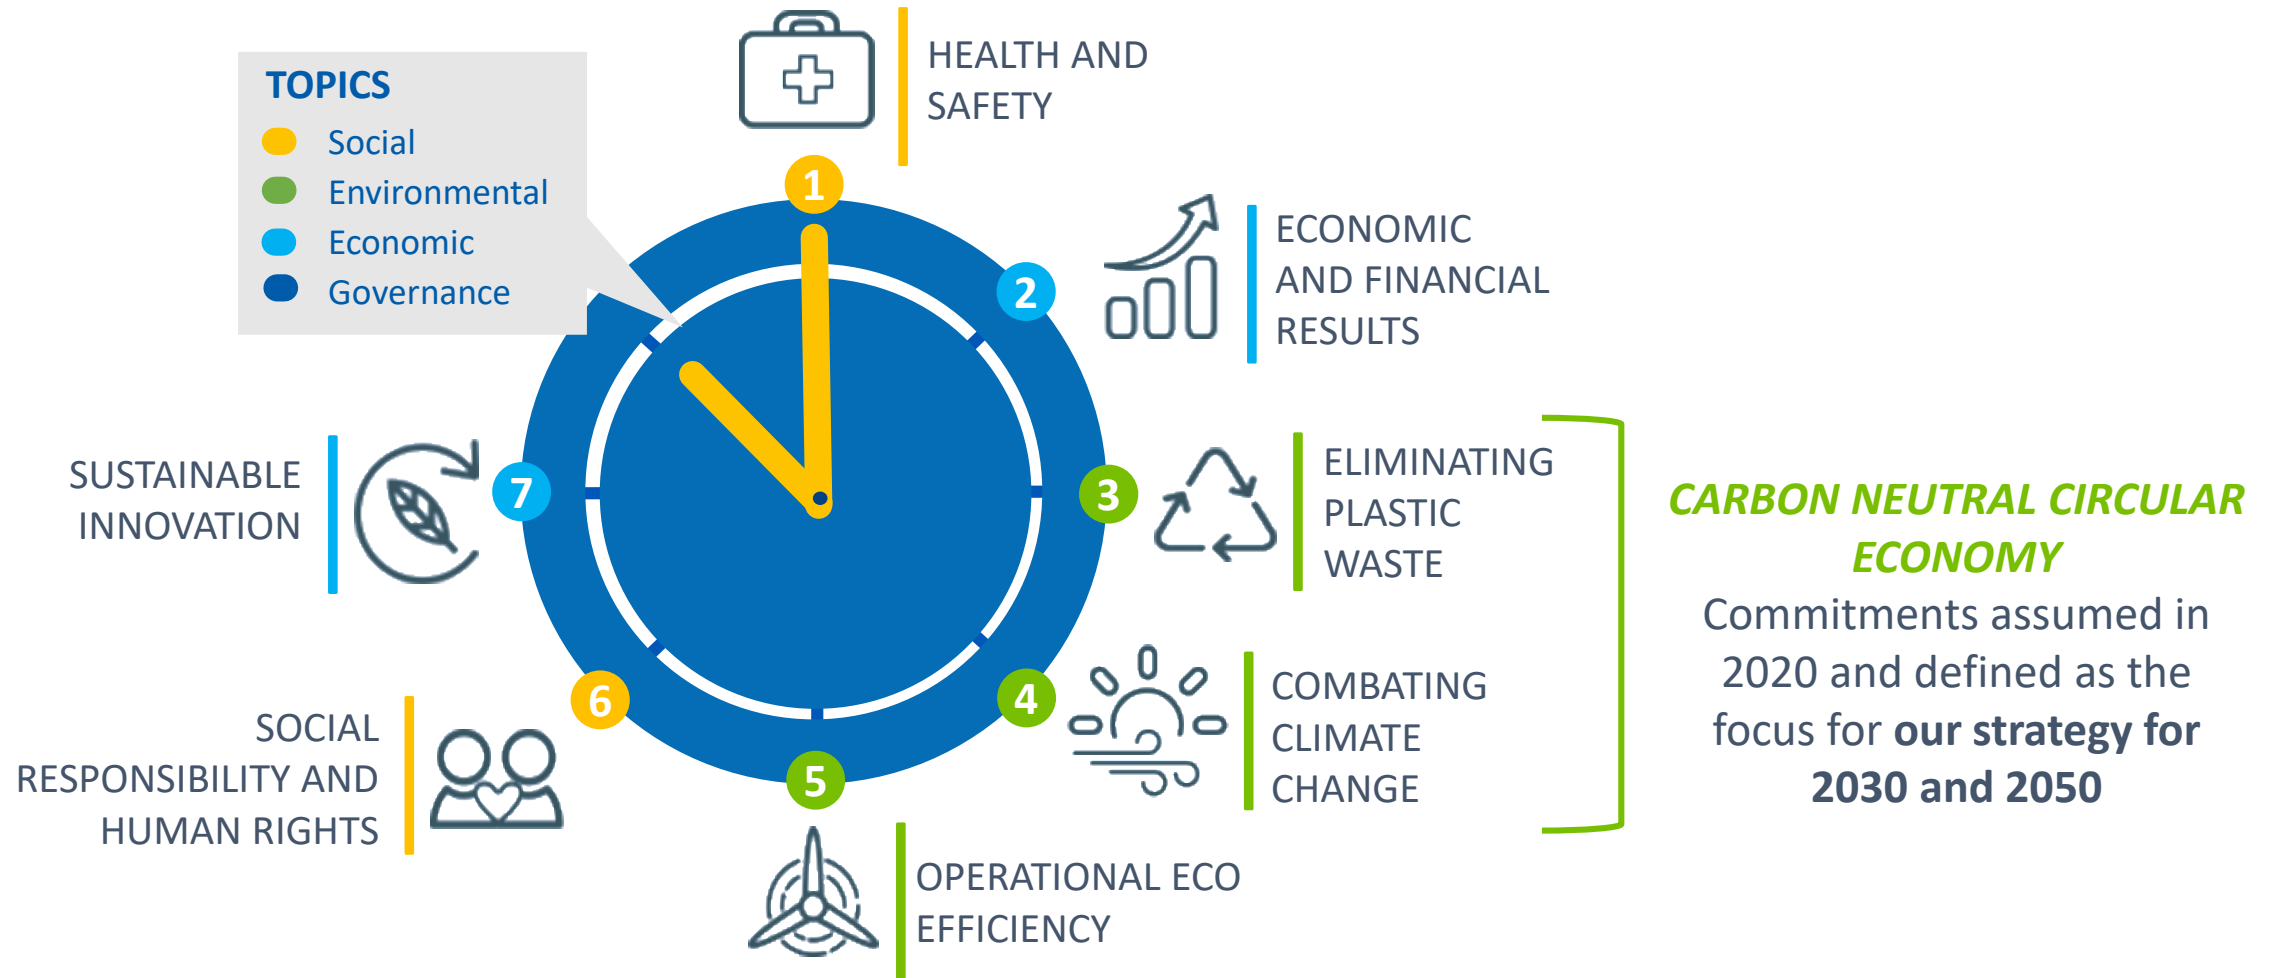 TOPICS
Social
Environmental
Economic
Governance
1
HEALTH AND
SAFETY
2
ECONOMIC
AND FINANCIAL
RESULTS
3
ELIMINATING
PLASTIC
WASTE
4
COMBATING
CLIMATE
CHANGE
5
OPERATIONAL ECO
EFFICIENCY
6
SOCIAL
RESPONSIBILITY AND
HUMAN RIGHTS
7
SUSTAINABLE
INNOVATION
CARBON NEUTRAL CIRCULAR
ECONOMY
Commitments assumed in
2020 and defined as the
focus for our strategy for
2030 and 2050